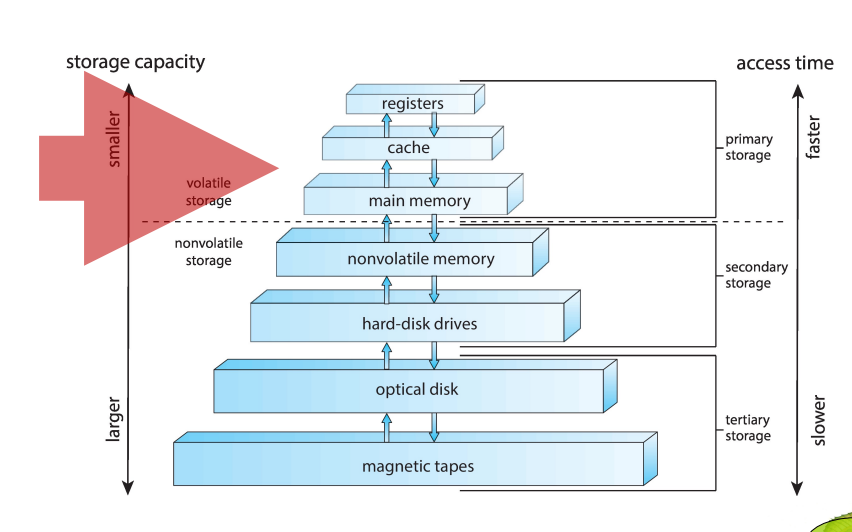 storage capacity
access time
smaller
larger
volatile
storage
nonvolatile
storage
registers
cache
main memory
nonvolatile memory
hard-disk drives
optical disk
magnetic tapes
primary
storage
secondary
storage
tertiary
storage
faster
slower